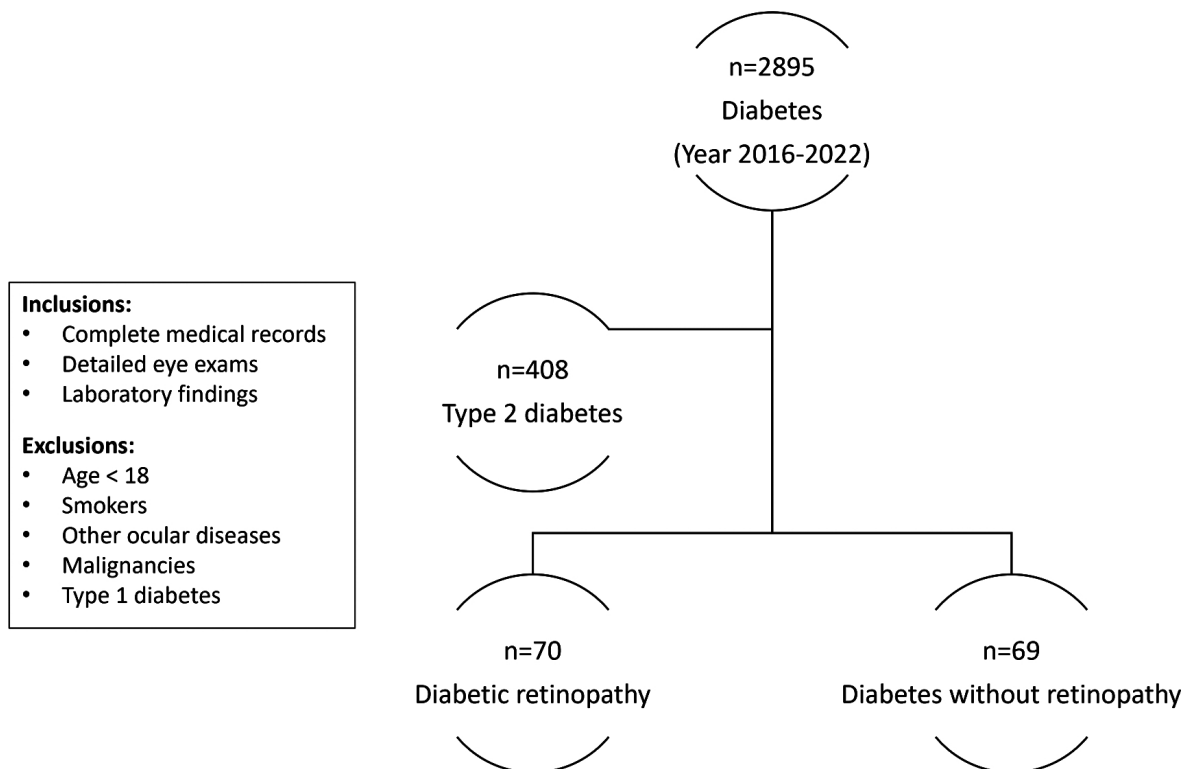 n=2895
Diabetes
(Year 2016-2022)
Inclusions:
• Complete medical records
• Detailed eye exams
• Laboratory findings
Exclusions:
• Age < 18
• Smokers
• Other ocular diseases
• Malignancies
• Type 1 diabetes
n=408
Type 2 diabetes
n=70
Diabetic retinopathy
n=69
Diabetes without retinopathy